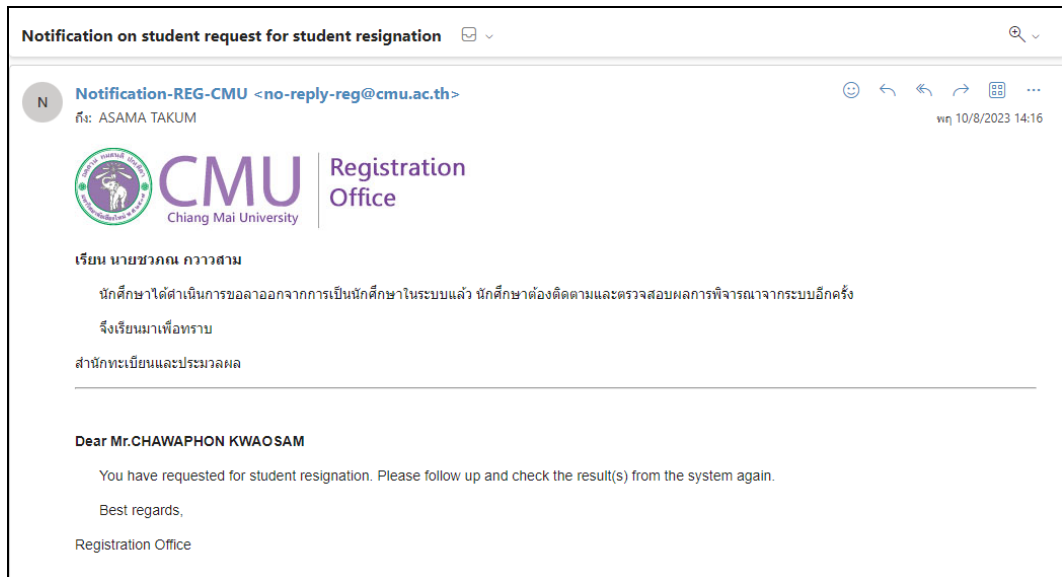 Notification on student request for student resignation
N
Notification-REG-CMU <no-reply-reg@cmu.ac.th>
ถึง: ASAMA TAKUM
พฤ 10/8/2023 14:16
CMU
Chiang Mai University
Registration
Office
เรียน นายชวภณ กวาวสาม
นักศึกษาได้ดำเนินการขอลาออกจากการเป็นนักศึกษาในระบบแล้ว นักศึกษาต้องติดตามและตรวจสอบผลการพิจารณาจากระบบอีกครั้ง
จึงเรียนมาเพื่อทราบ
สำนักทะเบียนและประมวลผล
Dear Mr.CHAWAPHON KWAOSAM
You have requested for student resignation. Please follow up and check the result(s) from the system again.
Best regards,
Registration Office